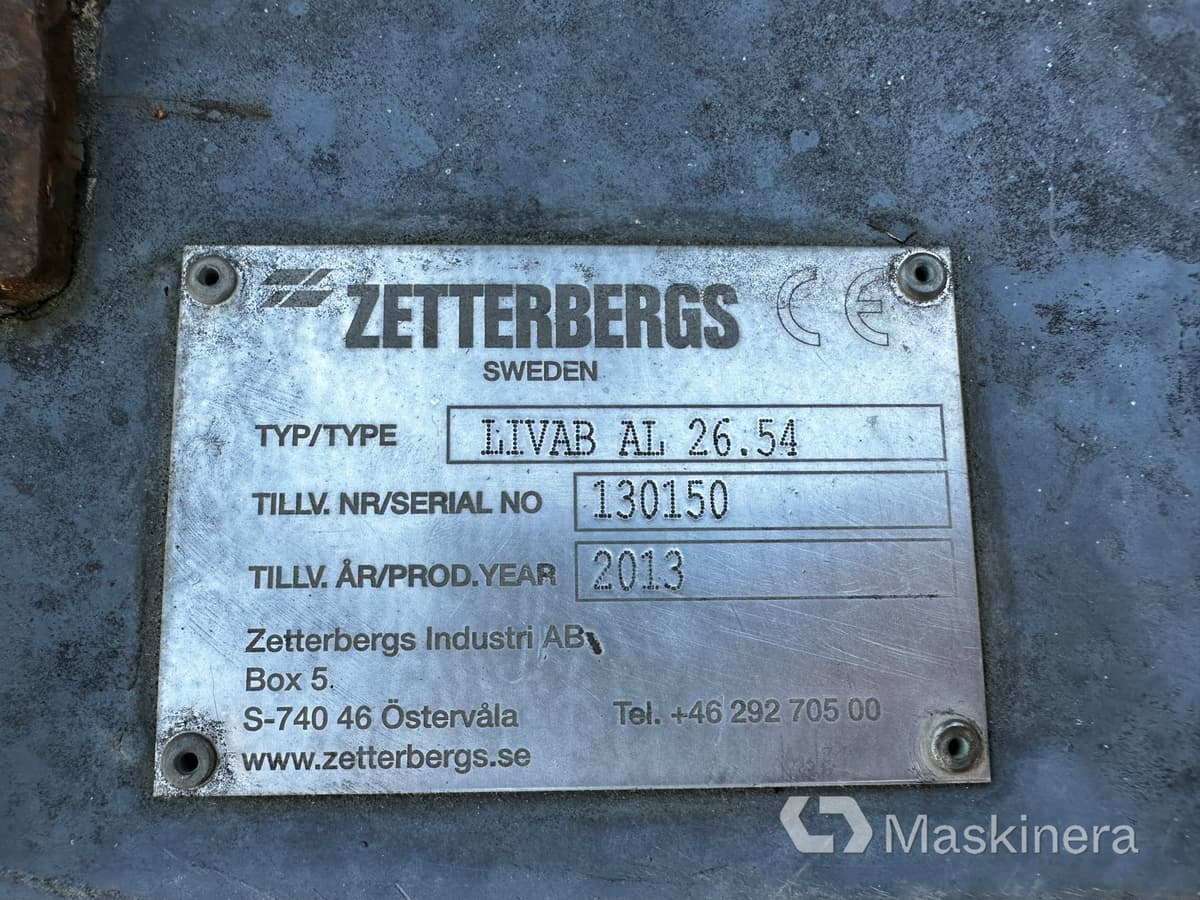 ZETTERBERGS CE
SWEDEN
TYP/TYPE LIVAB AL 26.54
TILLV. NR/SERIAL NO 130150
TILLV. ÅR/PROD.YEAR 2013
Zetterbergs Industri AB
Box 5.
S-740 46 Östervåla Tel. +46 292 705 00
www.zetterbergs.se
Maskinera